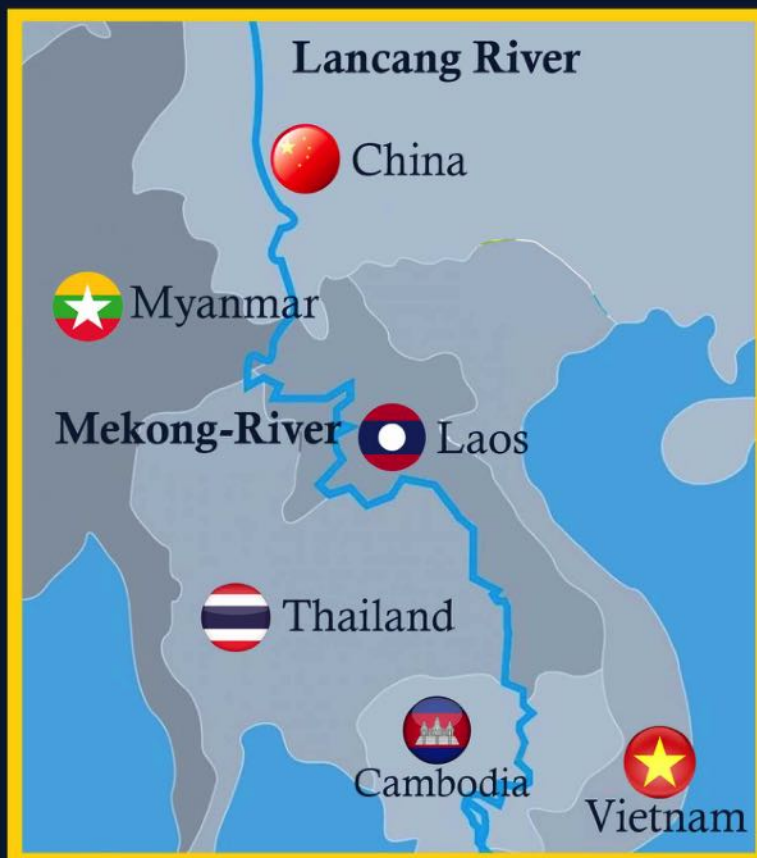 Lancang River
China
Myanmar
Mekong-River
Laos
Thailand
Cambodia
Vietnam